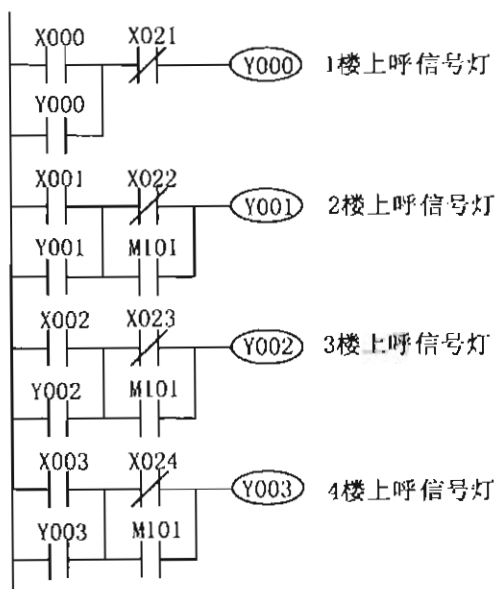 X000 X021
Y000 1楼上呼信号灯
Y000
X001 X022
Y001 2楼上呼信号灯
Y001 M101
X002 X023
Y002 3楼上呼信号灯
Y002 M101
X003 X024
Y003 4楼上呼信号灯
Y003 M101